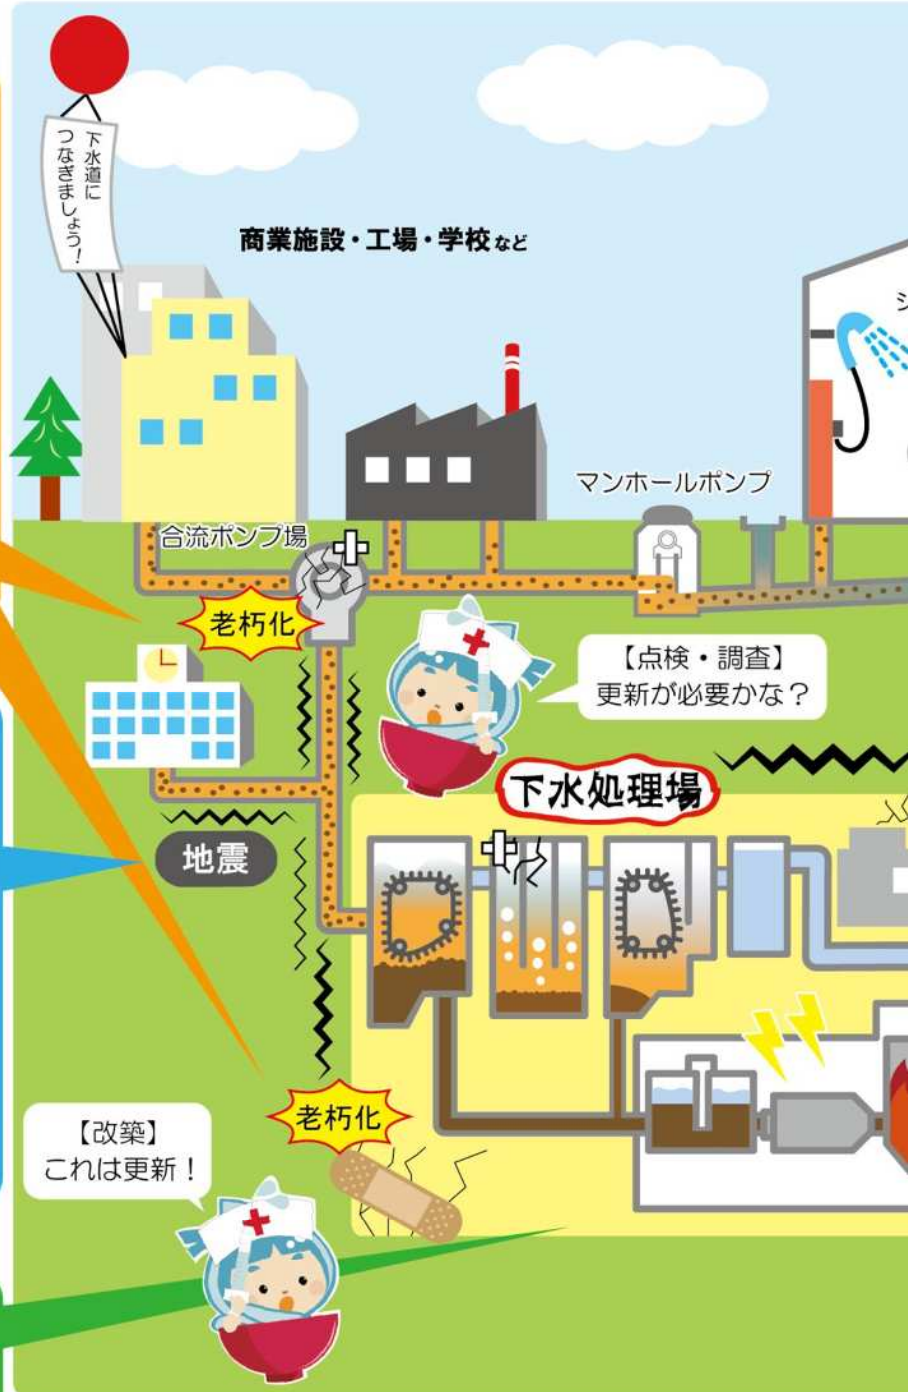 下水道に
つなぎましょう！
商業施設・工場・学校など
シ
マンホールポンプ
合流ポンプ場
老朽化
【点検・調査】
更新が必要かな？
下水処理場
地震
老朽化
【改築】
これは更新！